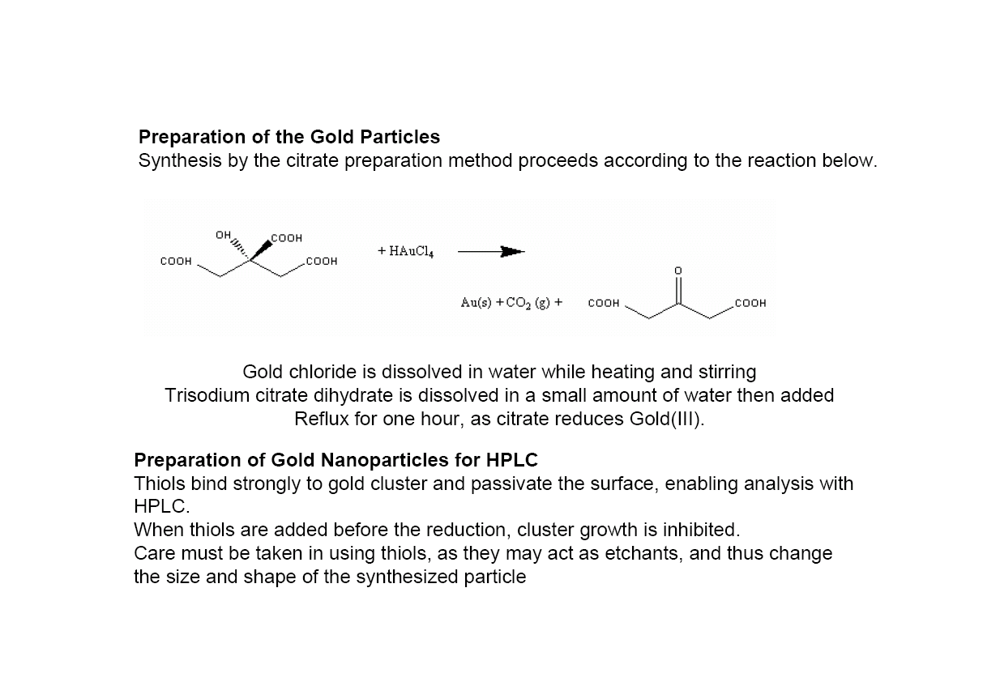 Preparation of the Gold Particles
Synthesis by the citrate preparation method proceeds according to the reaction below.
OH
COOH
COOH
COOH
+ HAuCl4
Au(s) +CO2 (g) +
COOH
O
COOH
Gold chloride is dissolved in water while heating and stirring
Trisodium citrate dihydrate is dissolved in a small amount of water then added
Reflux for one hour, as citrate reduces Gold(III).
Preparation of Gold Nanoparticles for HPLC
Thiols bind strongly to gold cluster and passivate the surface, enabling analysis with
HPLC.
When thiols are added before the reduction, cluster growth is inhibited.
Care must be taken in using thiols, as they may act as etchants, and thus change
the size and shape of the synthesized particle